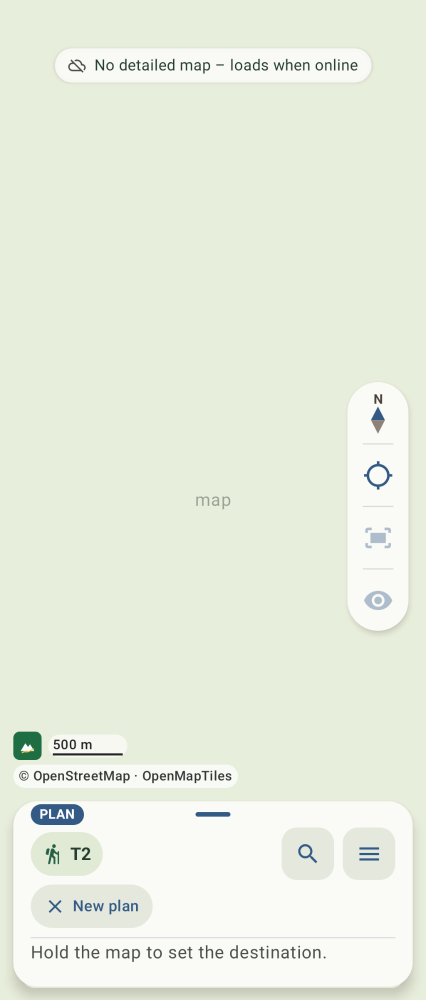 No detailed map – loads when online
N
map
500 m
© OpenStreetMap · OpenMapTiles
PLAN
T2
New plan
Hold the map to set the destination.